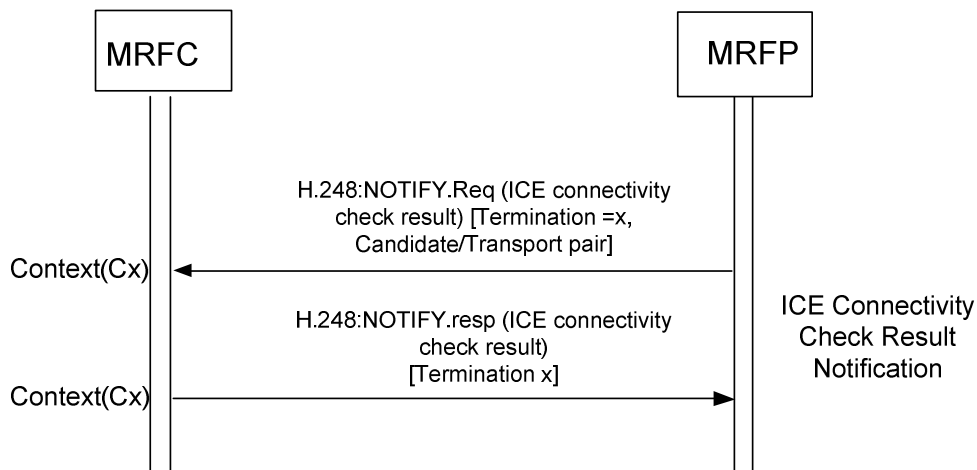 MRFC
MRFP
H.248:NOTIFY.Req (ICE connectivity
check result) [Termination =x,
Candidate/Transport pair]
Context(Cx)
H.248:NOTIFY.resp (ICE connectivity
check result)
[Termination x]
Context(Cx)
ICE Connectivity
Check Result
Notification